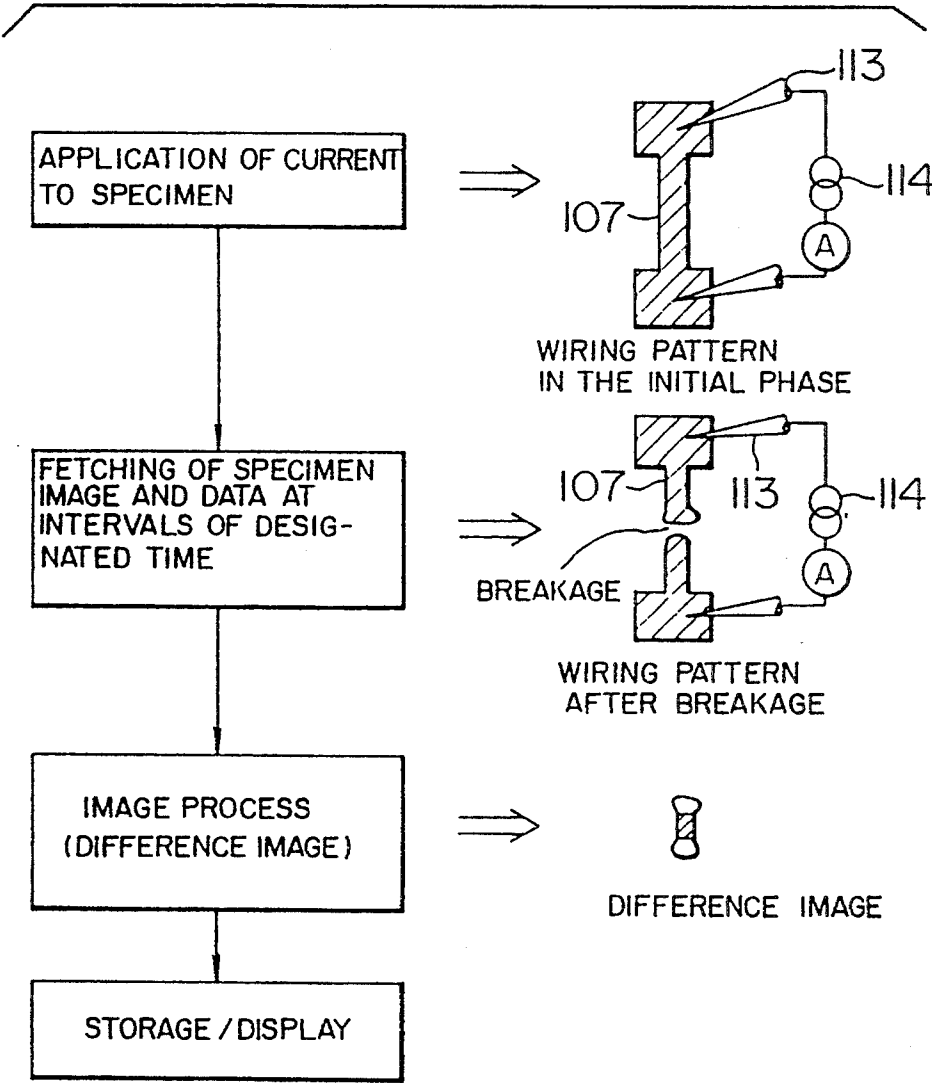 APPLICATION OF CURRENT
TO SPECIMEN
113
107
114
A
WIRING PATTERN
IN THE INITIAL PHASE
FETCHING OF SPECIMEN
IMAGE AND DATA AT
INTERVALS OF DESIG-
NATED TIME
107
113
114
A
BREAKAGE
WIRING PATTERN
AFTER BREAKAGE
IMAGE PROCESS
(DIFFERENCE IMAGE)
DIFFERENCE IMAGE
STORAGE / DISPLAY